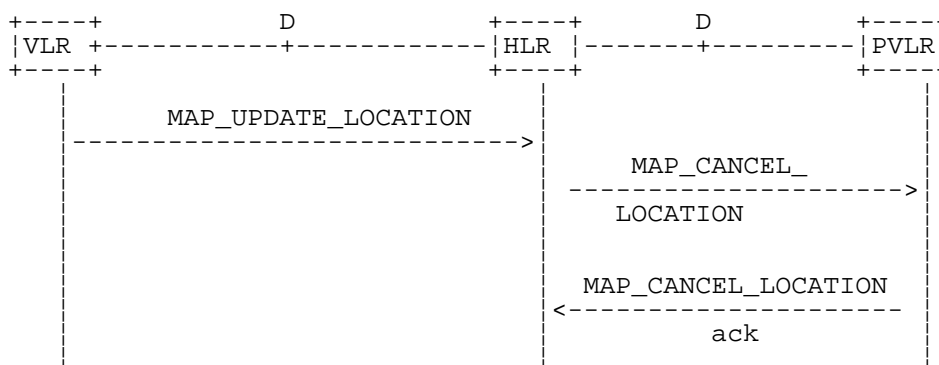 D D
VLR HLR PVLR
MAP_UPDATE_LOCATION
MAP_CANCEL_
LOCATION
MAP_CANCEL_LOCATION
ack